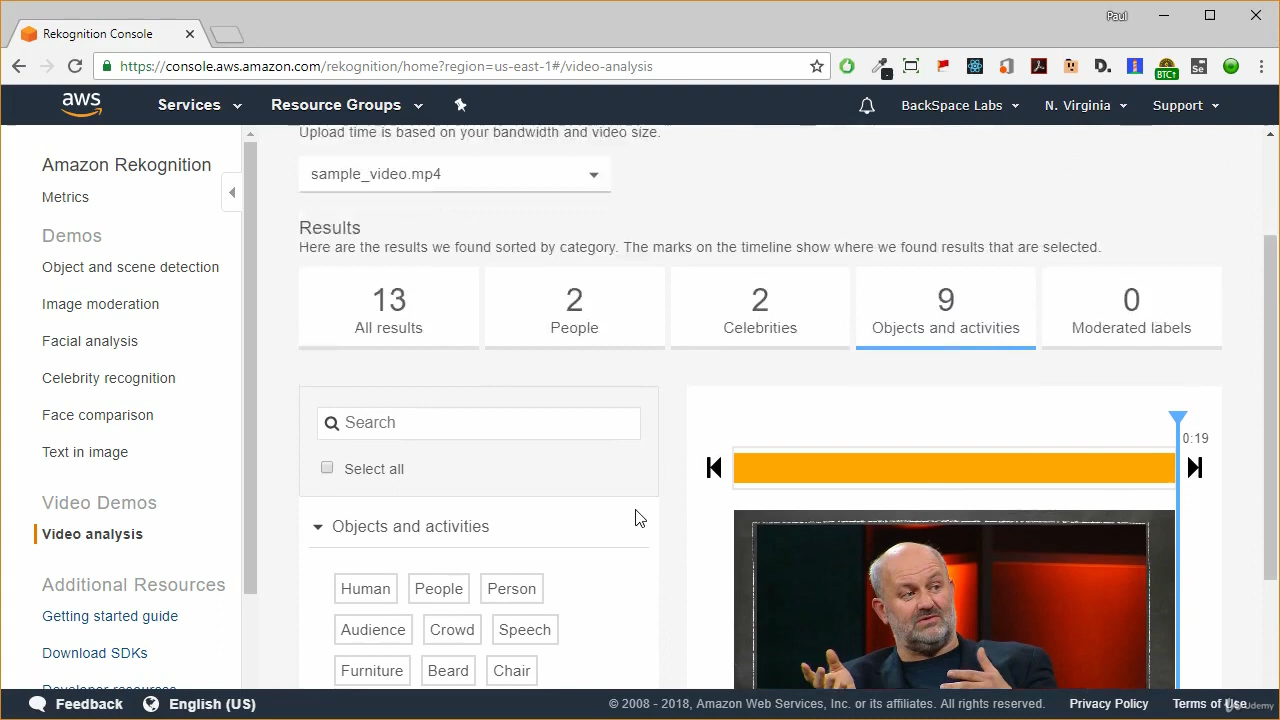 Paul
Rekognition Console
https://console.aws.amazon.com/rekognition/home?region=us-east-1#/video-analysis
D.
BTC↑
Se
aws
Services
Resource Groups
BackSpace Labs
N. Virginia
Support
Amazon Rekognition
Metrics
Demos
Object and scene detection
Image moderation
Facial analysis
Celebrity recognition
Face comparison
Text in image
Video Demos
Video analysis
Additional Resources
Getting started guide
Download SDKs
Developer resources
Upload time is based on your bandwidth and video size.
sample_video.mp4
Results
Here are the results we found sorted by category. The marks on the timeline show where we found results that are selected.
13
All results
2
People
2
Celebrities
9
Objects and activities
0
Moderated labels
Search
Select all
Objects and activities
Human People Person
Audience Crowd Speech
Furniture Beard Chair
0:19
Feedback
English (US)
© 2008 - 2018, Amazon Web Services, Inc. or its affiliates. All rights reserved.
Privacy Policy
Terms of Use
Udemy